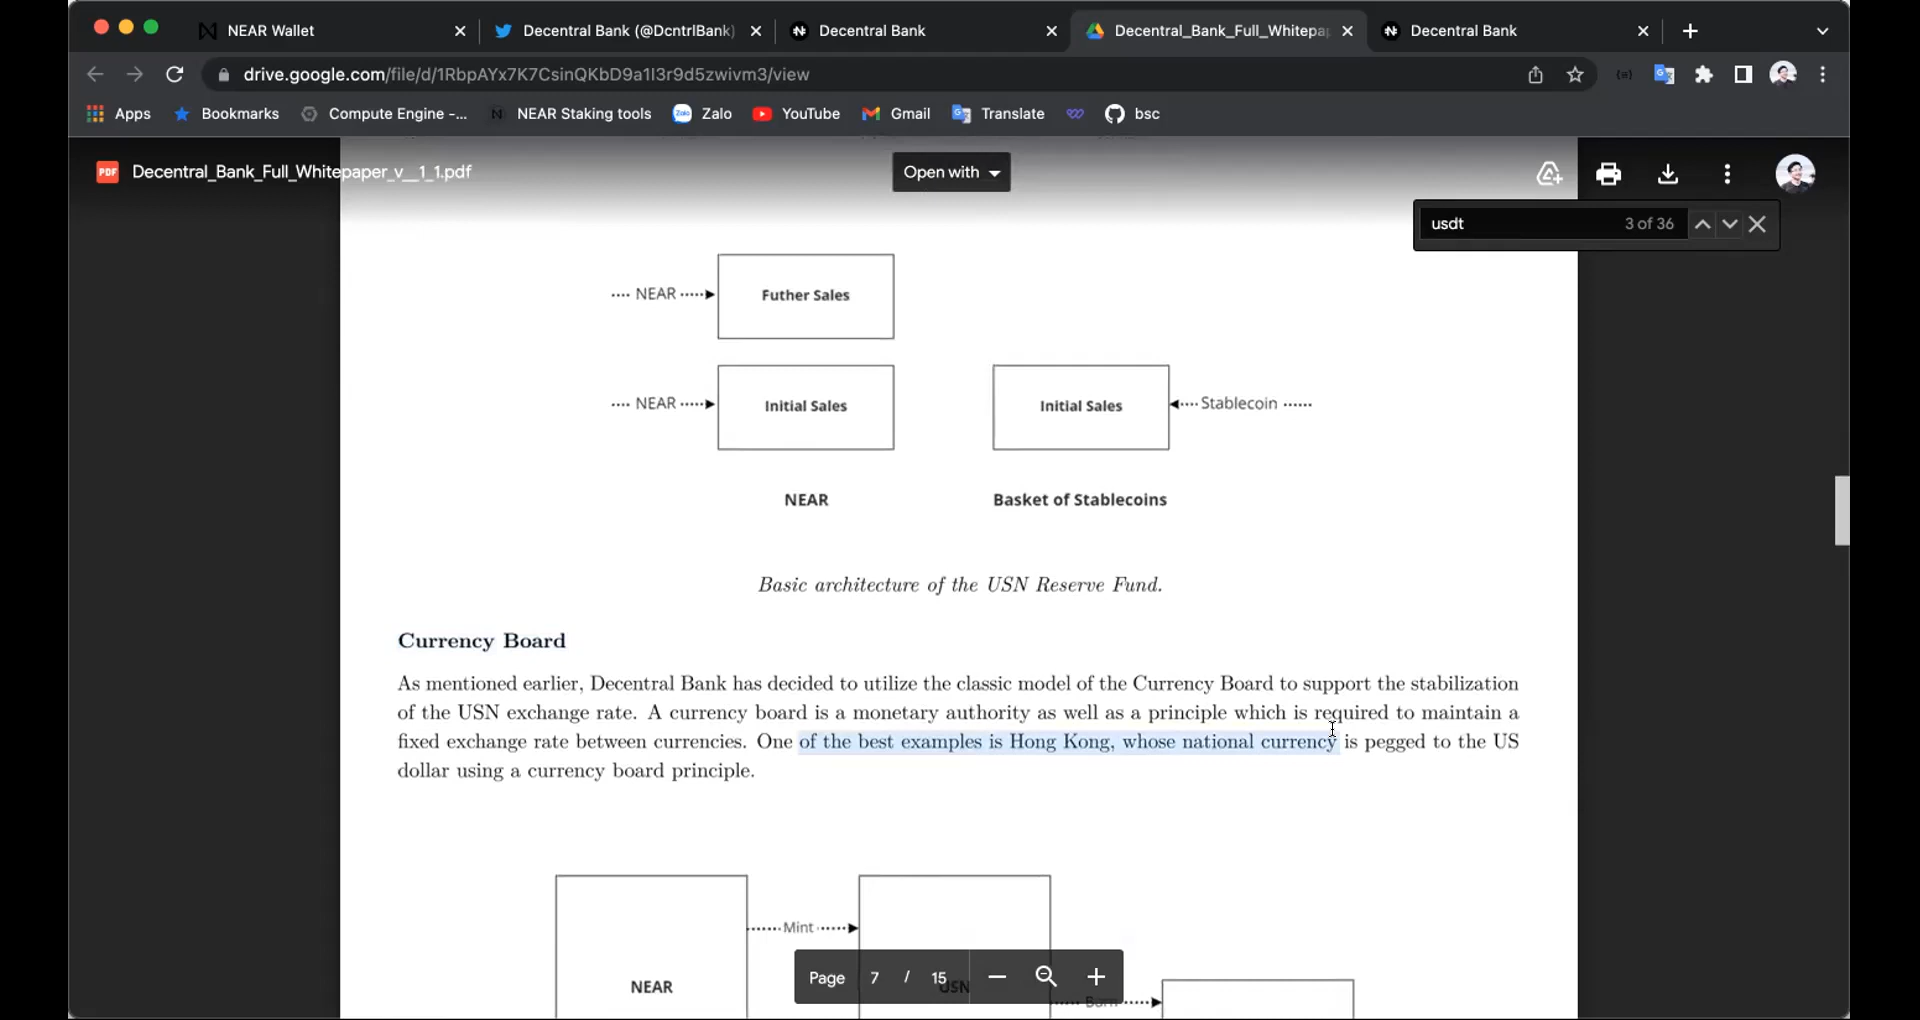 NEAR Wallet
Decentral Bank (@DcntrlBank)
Decentral Bank
Decentral_Bank_Full_Whitepa
Decentral Bank
drive.google.com/file/d/1RbpAYx7K7CsinQKbD9a1I3r9d5zwivm3/view
Apps
Bookmarks
Compute Engine -...
NEAR Staking tools
Zalo
YouTube
Gmail
Translate
bsc
PDF
Decentral_Bank_Full_Whitepaper_v__1_1.pdf
Open with
usdt
3 of 36
NEAR
Futher Sales
NEAR
Initial Sales
Initial Sales
Stablecoin
NEAR
Basket of Stablecoins
Basic architecture of the USN Reserve Fund.
Currency Board
As mentioned earlier, Decentral Bank has decided to utilize the classic model of the Currency Board to support the stabilization
of the USN exchange rate. A currency board is a monetary authority as well as a principle which is required to maintain a
fixed exchange rate between currencies. One of the best examples is Hong Kong, whose national currency is pegged to the US
dollar using a currency board principle.
Mint
NEAR
USN
Burn
Page 7 / 15